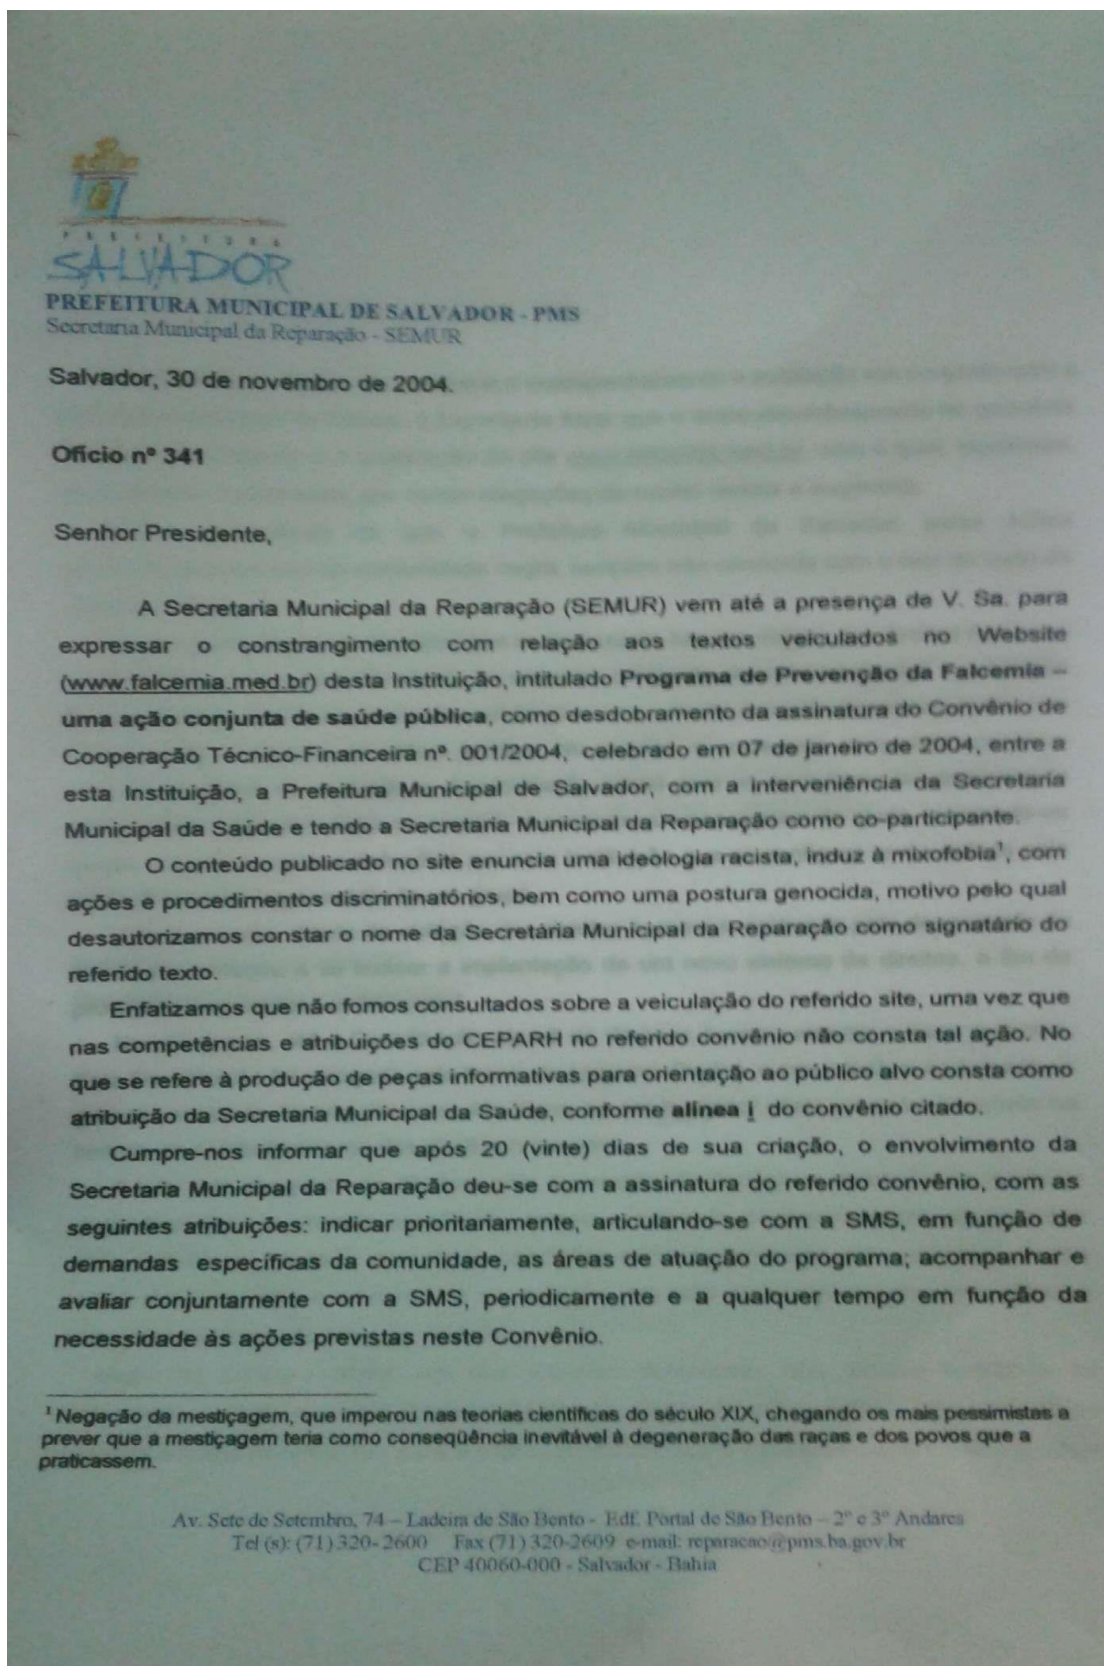 PREFEITURA
SALVADOR
PREFEITURA MUNICIPAL DE SALVADOR - PMS
Secretaria Municipal da Reparação - SEMUR
Salvador, 30 de novembro de 2004.
Ofício nº 341
Senhor Presidente,
A Secretaria Municipal da Reparação (SEMUR) vem até a presença de V. Sa. para
expressar o constrangimento com relação aos textos veiculados no Website
(www.falcemia.med.br) desta Instituição, intitulado Programa de Prevenção da Falcemia –
uma ação conjunta de saúde pública, como desdobramento da assinatura do Convênio de
Cooperação Técnico-Financeira nº. 001/2004, celebrado em 07 de janeiro de 2004, entre a
esta Instituição, a Prefeitura Municipal de Salvador, com a interveniência da Secretaria
Municipal da Saúde e tendo a Secretaria Municipal da Reparação como co-participante.
O conteúdo publicado no site enuncia uma ideologia racista, induz à mixofobia¹, com
ações e procedimentos discriminatórios, bem como uma postura genocida, motivo pelo qual
desautorizamos constar o nome da Secretária Municipal da Reparação como signatário do
referido texto.
Enfatizamos que não fomos consultados sobre a veiculação do referido site, uma vez que
nas competências e atribuições do CEPARH no referido convênio não consta tal ação. No
que se refere à produção de peças informativas para orientação ao público alvo consta como
atribuição da Secretaria Municipal da Saúde, conforme alínea i do convênio citado.
Cumpre-nos informar que após 20 (vinte) dias de sua criação, o envolvimento da
Secretaria Municipal da Reparação deu-se com a assinatura do referido convênio, com as
seguintes atribuições: indicar prioritariamente, articulando-se com a SMS, em função de
demandas específicas da comunidade, as áreas de atuação do programa; acompanhar e
avaliar conjuntamente com a SMS, periodicamente e a qualquer tempo em função da
necessidade às ações previstas neste Convênio.
¹ Negação da mestiçagem, que imperou nas teorias científicas do século XIX, chegando os mais pessimistas a
prever que a mestiçagem teria como conseqüência inevitável à degeneração das raças e dos povos que a
praticassem.
Av. Sete de Setembro, 74 – Ladeira de São Bento - Edf. Portal de São Bento – 2º e 3º Andares
Tel (s): (71) 320- 2600 Fax (71) 320-2609 e-mail: reparacao@pms.ba.gov.br
CEP 40060-000 - Salvador - Bahia